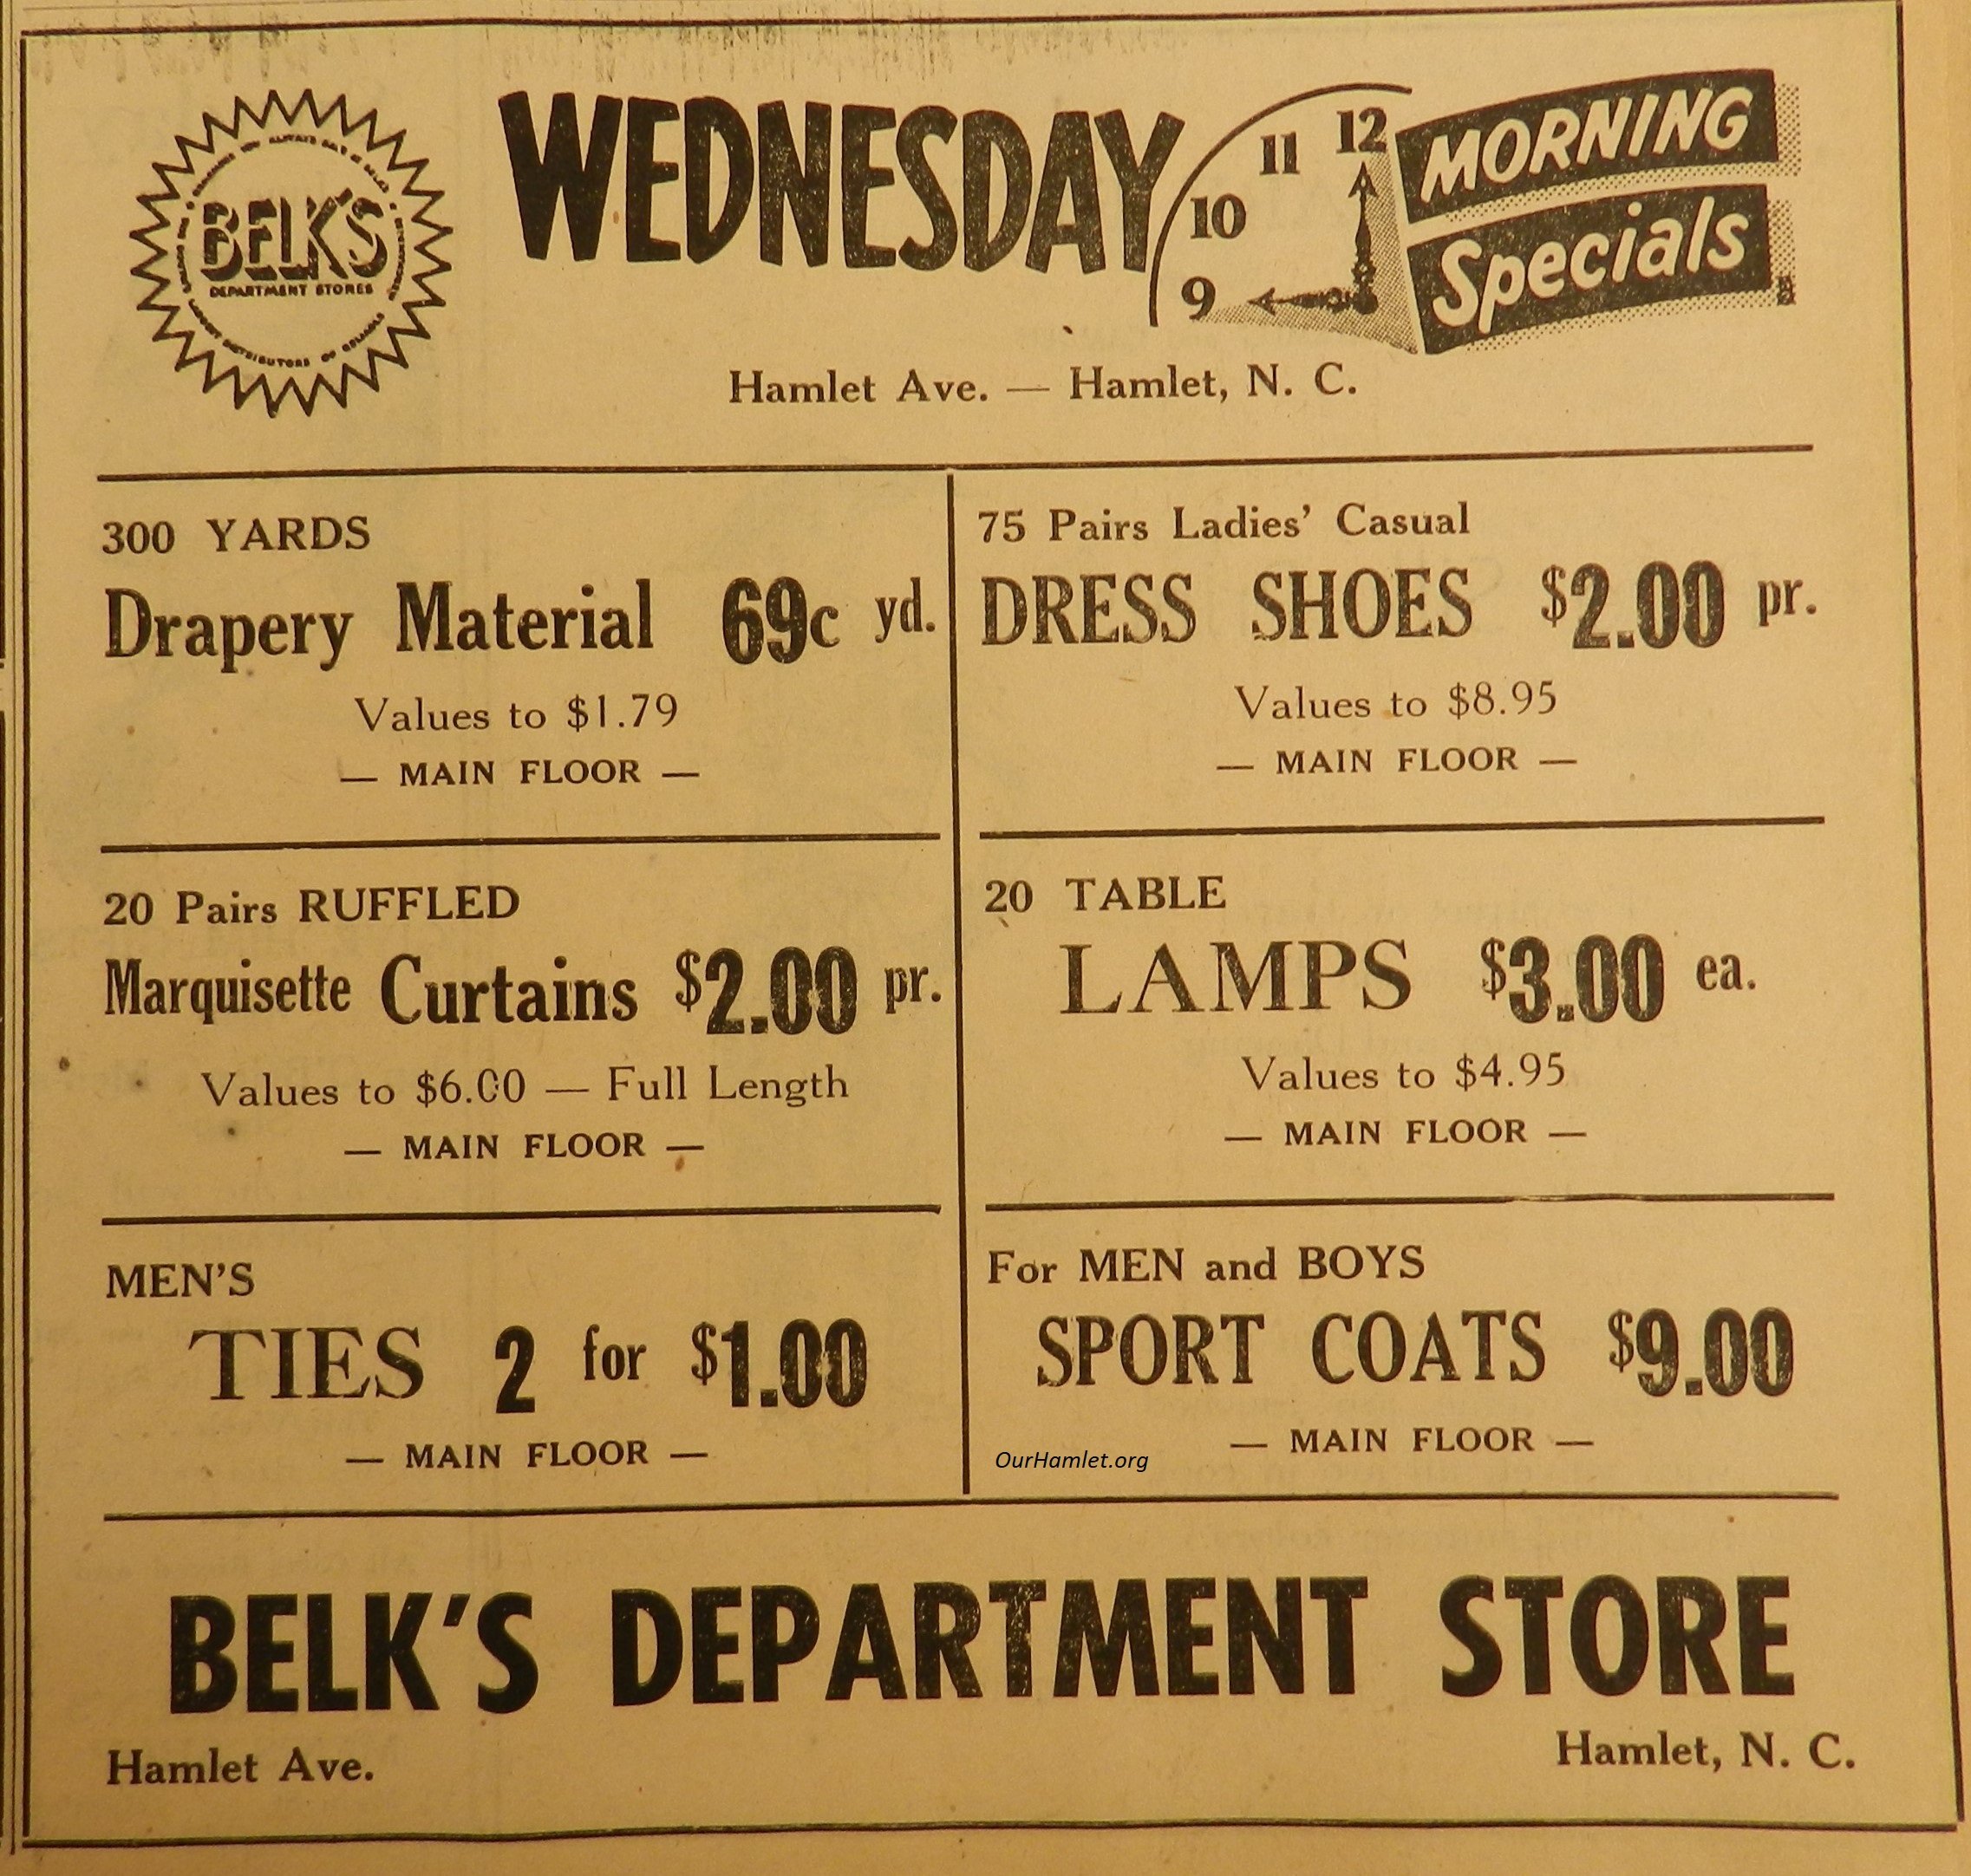 BELK'S
DEPARTMENT STORES
WEDNESDAY
9 10 11 12
MORNING
Specials
Hamlet Ave. — Hamlet, N. C.
300 YARDS
Drapery Material 69c yd.
Values to $1.79
— MAIN FLOOR —
75 Pairs Ladies' Casual
DRESS SHOES $2.00 pr.
Values to $8.95
— MAIN FLOOR —
20 Pairs RUFFLED
Marquisette Curtains $2.00 pr.
Values to $6.00 — Full Length
— MAIN FLOOR —
20 TABLE
LAMPS $3.00 ea.
Values to $4.95
— MAIN FLOOR —
MEN'S
TIES 2 for $1.00
— MAIN FLOOR —
For MEN and BOYS
SPORT COATS $9.00
— MAIN FLOOR —
OurHamlet.org
BELK'S DEPARTMENT STORE
Hamlet Ave.
Hamlet, N. C.